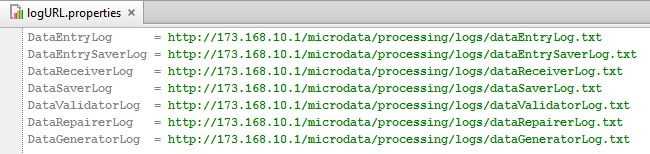 logURL.properties ×
DataEntryLog = http://173.168.10.1/microdata/processing/logs/dataEntryLog.txt
DataEntrySaverLog = http://173.168.10.1/microdata/processing/logs/dataEntrySaverLog.txt
DataReceiverLog = http://173.168.10.1/microdata/processing/logs/dataReceiverLog.txt
DataSaverLog = http://173.168.10.1/microdata/processing/logs/dataSaverLog.txt
DataValidatorLog = http://173.168.10.1/microdata/processing/logs/dataValidatorLog.txt
DataRepairerLog = http://173.168.10.1/microdata/processing/logs/dataRepairerLog.txt
DataGeneratorLog = http://173.168.10.1/microdata/processing/logs/dataGeneratorLog.txt